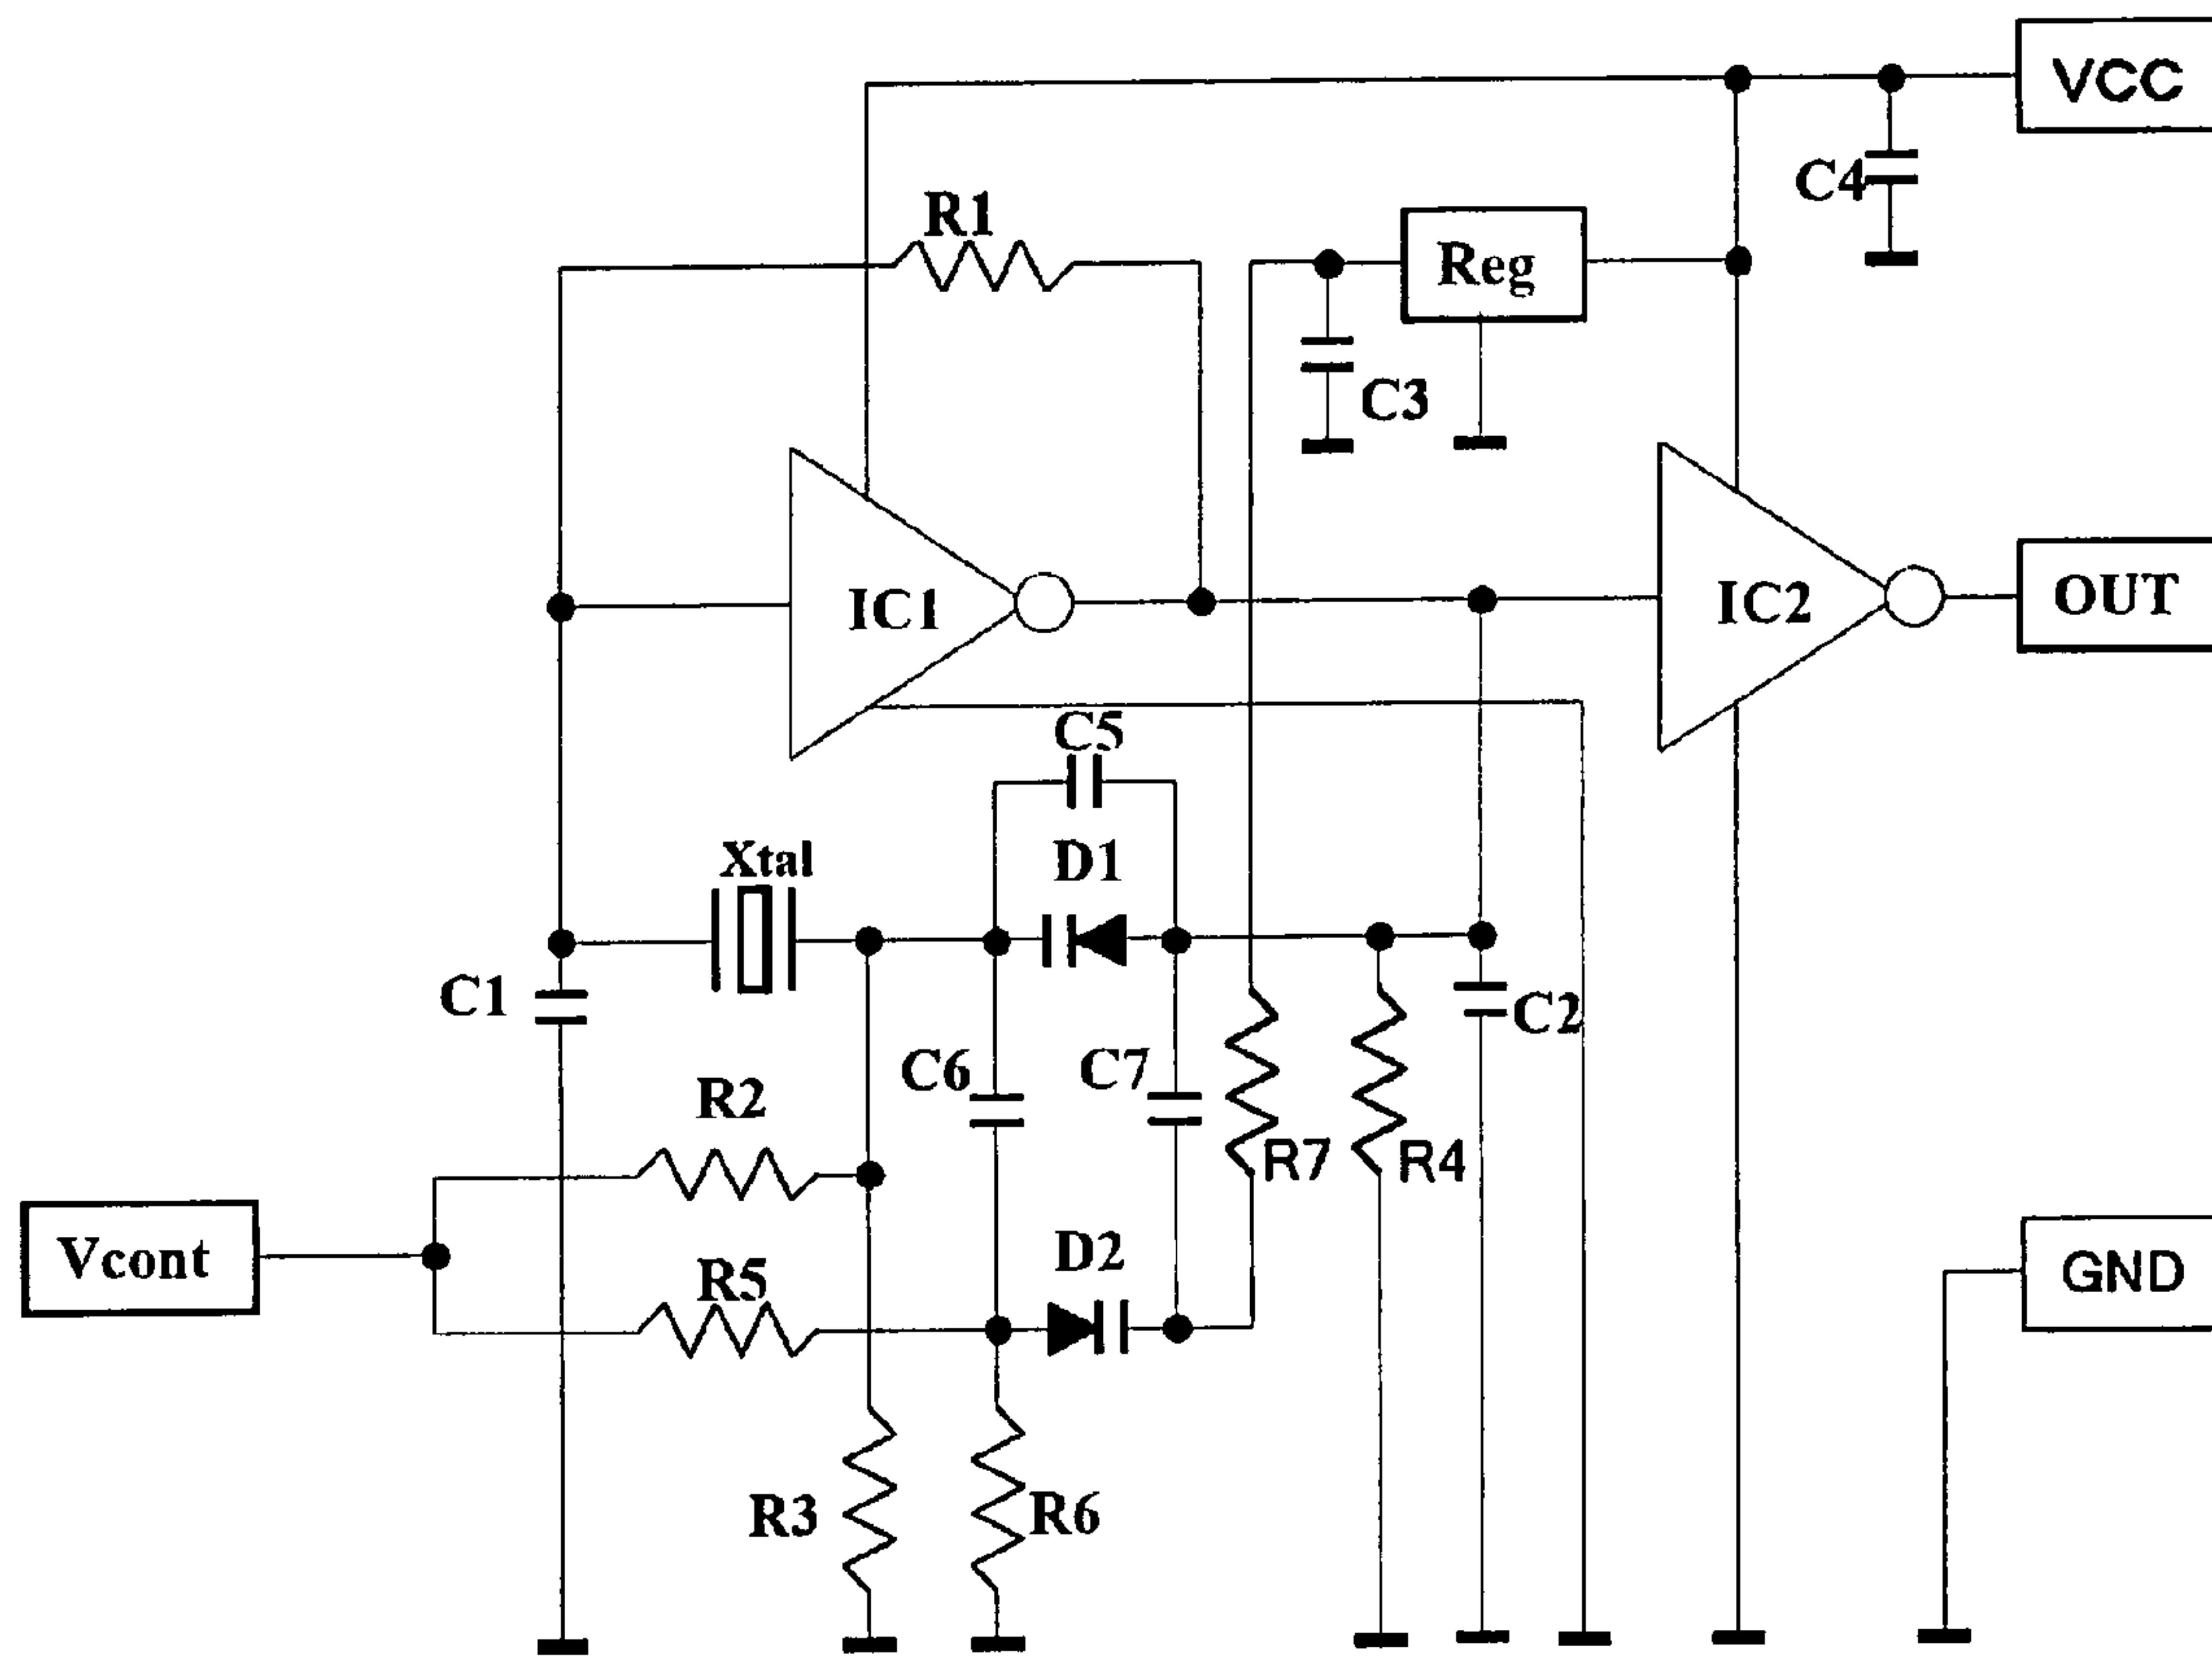 VCC
C4
R1
Reg
C3
IC1
IC2
OUT
C5
Xtal
D1
C1
C2
C6
C7
R2
R7
R4
Vcont
R5
D2
GND
R3
R6